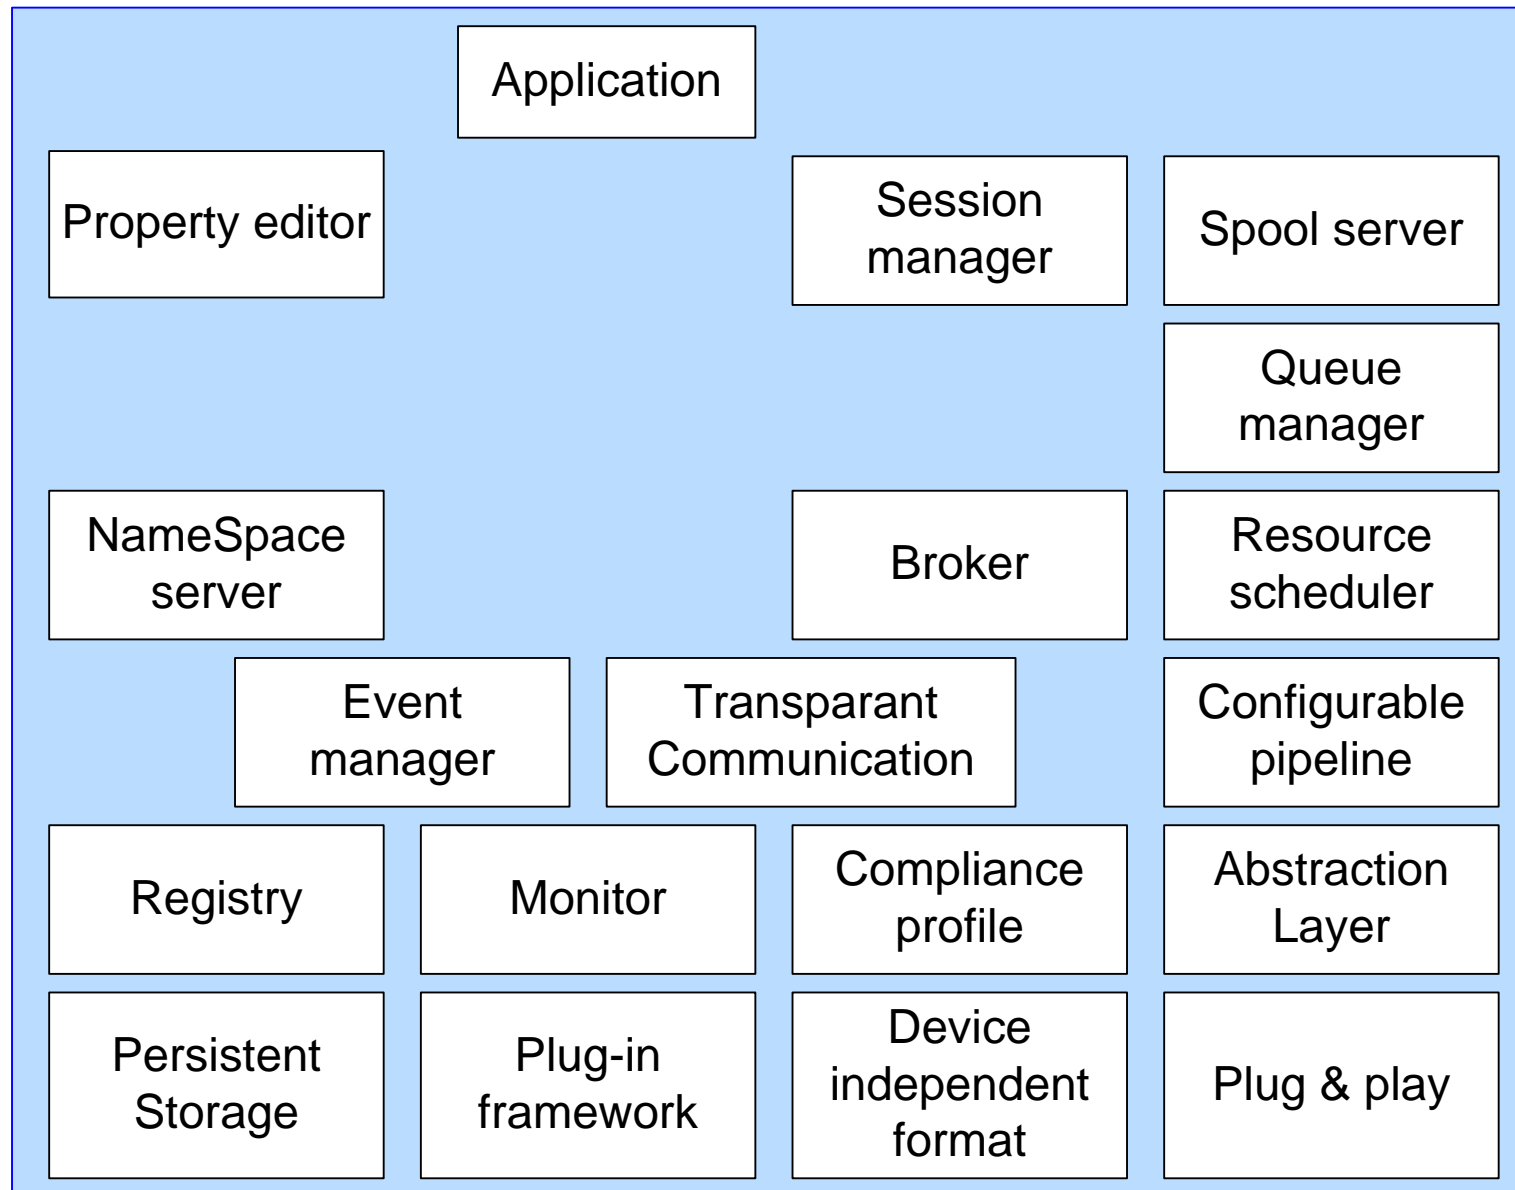 Application
Property editor
Session
manager
Spool server
Queue
manager
NameSpace
server
Broker
Resource
scheduler
Event
manager
Transparant
Communication
Configurable
pipeline
Registry
Monitor
Compliance
profile
Abstraction
Layer
Persistent
Storage
Plug-in
framework
Device
independent
format
Plug & play